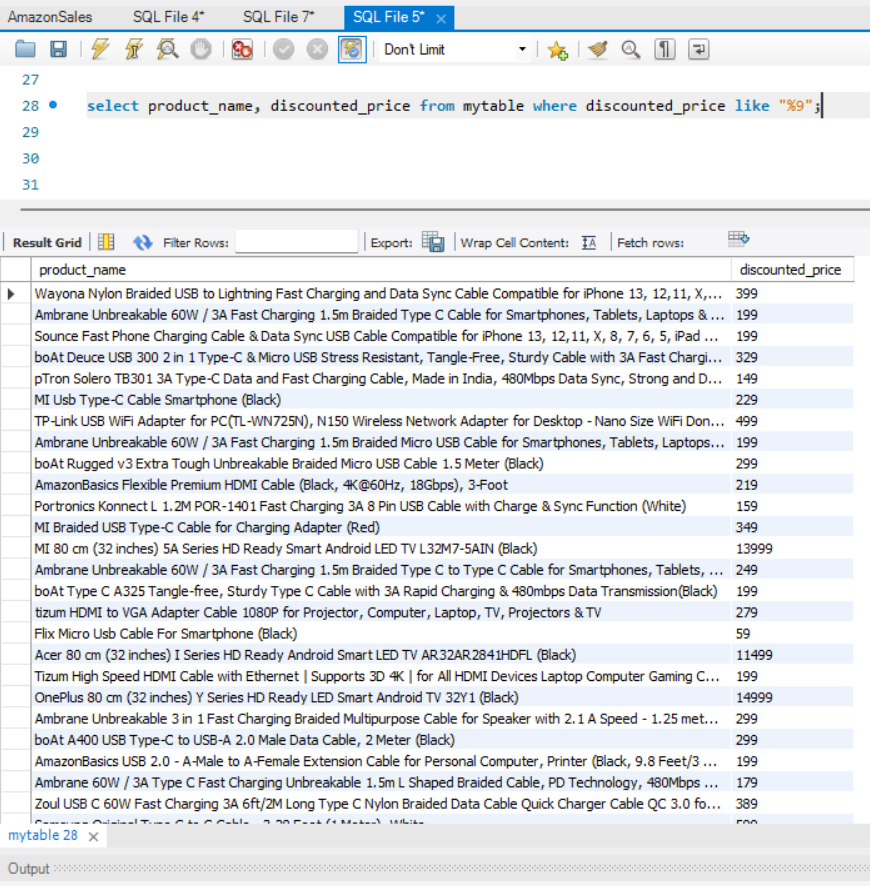 AmazonSales SQL File 4* SQL File 7* SQL File 5* ×
Don't Limit
27
28 select product_name, discounted_price from mytable where discounted_price like "%9";
29
30
31
Result Grid Filter Rows: Export: Wrap Cell Content: Fetch rows:
product_name discounted_price
Wayona Nylon Braided USB to Lightning Fast Charging and Data Sync Cable Compatible for iPhone 13, 12,11, X,... 399
Ambrane Unbreakable 60W / 3A Fast Charging 1.5m Braided Type C Cable for Smartphones, Tablets, Laptops & ... 199
Sounce Fast Phone Charging Cable & Data Sync USB Cable Compatible for iPhone 13, 12,11, X, 8, 7, 6, 5, iPad ... 199
boAt Deuce USB 300 2 in 1 Type-C & Micro USB Stress Resistant, Tangle-Free, Sturdy Cable with 3A Fast Chargi... 329
pTron Solero TB301 3A Type-C Data and Fast Charging Cable, Made in India, 480Mbps Data Sync, Strong and D... 149
MI Usb Type-C Cable Smartphone (Black) 229
TP-Link USB WiFi Adapter for PC(TL-WN725N), N150 Wireless Network Adapter for Desktop - Nano Size WiFi Don... 499
Ambrane Unbreakable 60W / 3A Fast Charging 1.5m Braided Micro USB Cable for Smartphones, Tablets, Laptops... 199
boAt Rugged v3 Extra Tough Unbreakable Braided Micro USB Cable 1.5 Meter (Black) 299
AmazonBasics Flexible Premium HDMI Cable (Black, 4K@60Hz, 18Gbps), 3-Foot 219
Portronics Konnect L 1.2M POR-1401 Fast Charging 3A 8 Pin USB Cable with Charge & Sync Function (White) 159
MI Braided USB Type-C Cable for Charging Adapter (Red) 349
MI 80 cm (32 inches) 5A Series HD Ready Smart Android LED TV L32M7-5AIN (Black) 13999
Ambrane Unbreakable 60W / 3A Fast Charging 1.5m Braided Type C to Type C Cable for Smartphones, Tablets, ... 249
boAt Type C A325 Tangle-free, Sturdy Type C Cable with 3A Rapid Charging & 480mbps Data Transmission(Black) 199
tizum HDMI to VGA Adapter Cable 1080P for Projector, Computer, Laptop, TV, Projectors & TV 279
Flix Micro Usb Cable For Smartphone (Black) 59
Acer 80 cm (32 inches) I Series HD Ready Android Smart LED TV AR32AR2841HDFL (Black) 11499
Tizum High Speed HDMI Cable with Ethernet | Supports 3D 4K | for All HDMI Devices Laptop Computer Gaming C... 199
OnePlus 80 cm (32 inches) Y Series HD Ready LED Smart Android TV 32Y1 (Black) 14999
Ambrane Unbreakable 3 in 1 Fast Charging Braided Multipurpose Cable for Speaker with 2.1 A Speed - 1.25 met... 299
boAt A400 USB Type-C to USB-A 2.0 Male Data Cable, 2 Meter (Black) 299
AmazonBasics USB 2.0 - A-Male to A-Female Extension Cable for Personal Computer, Printer (Black, 9.8 Feet/3 ... 199
Ambrane 60W / 3A Type C Fast Charging Unbreakable 1.5m L Shaped Braided Cable, PD Technology, 480Mbps ... 179
Zoul USB C 60W Fast Charging 3A 6ft/2M Long Type C Nylon Braided Data Cable Quick Charger Cable QC 3.0 fo... 389
mytable 28 ×
Output